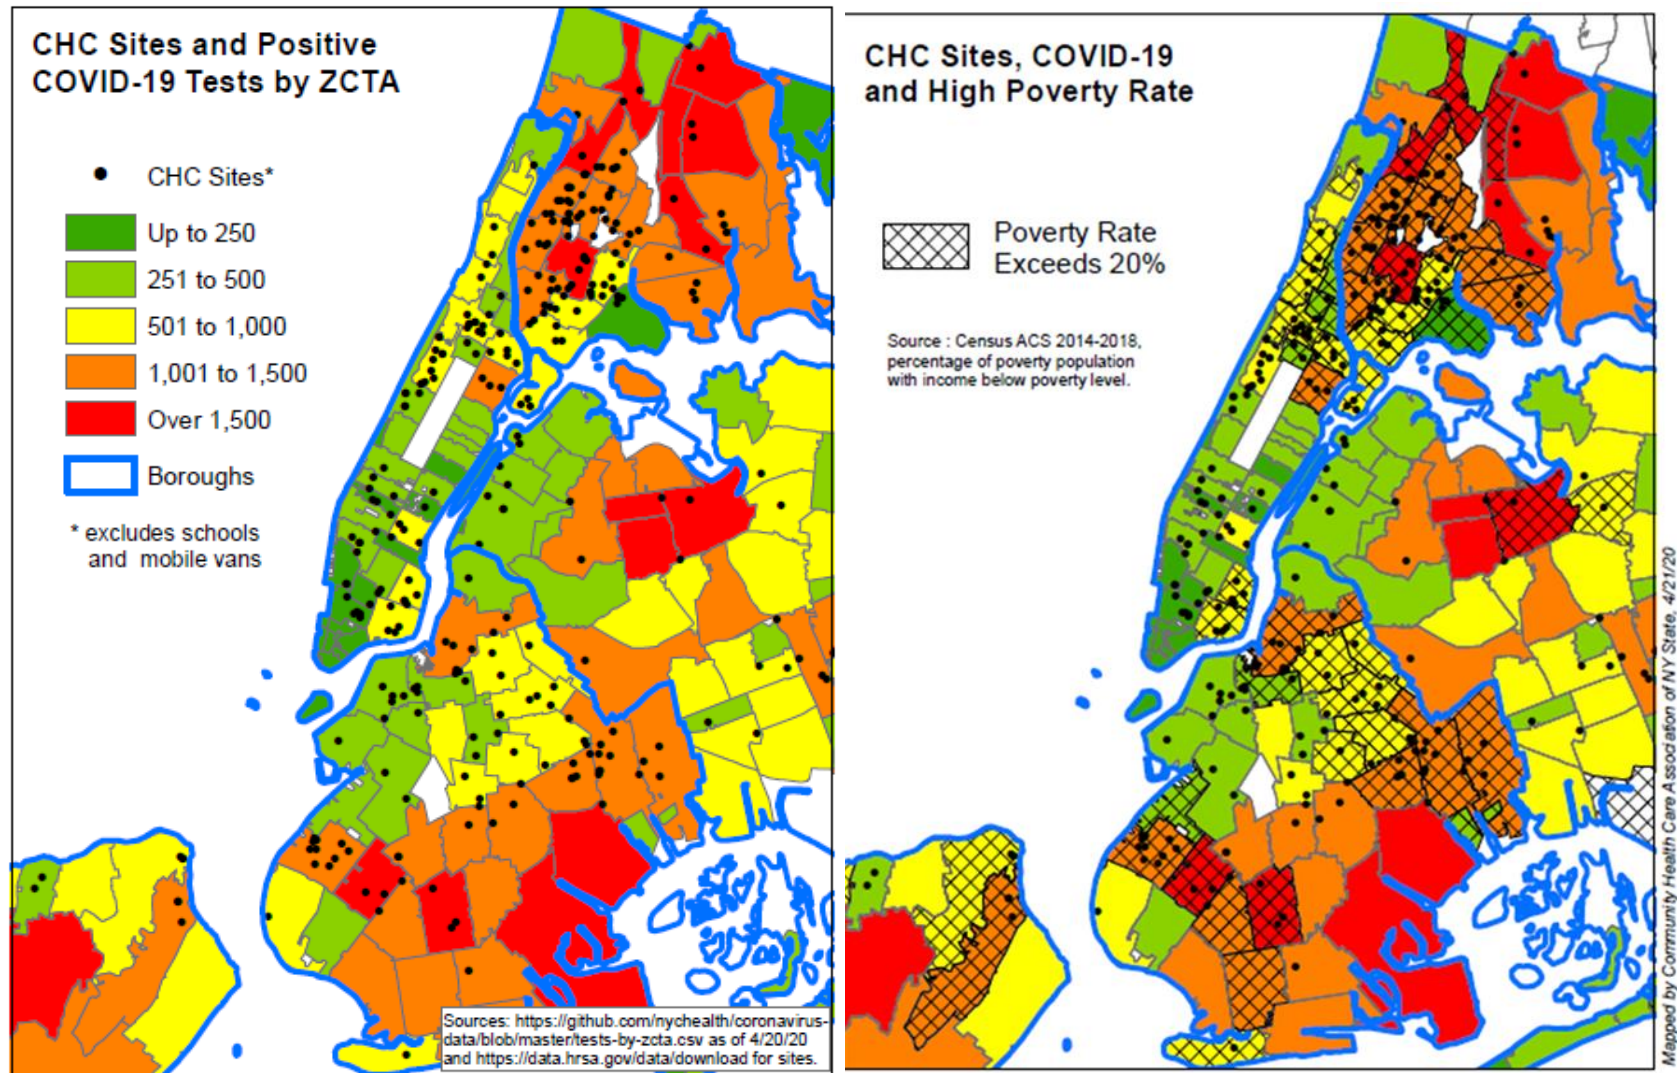 CHC Sites and Positive
COVID-19 Tests by ZCTA
CHC Sites*
Up to 250
251 to 500
501 to 1,000
1,001 to 1,500
Over 1,500
Boroughs
* excludes schools
and mobile vans
Sources: https://github.com/nychealth/coronavirus-
data/blob/master/tests-by-zcta.csv as of 4/20/20
and https://data.hrsa.gov/data/download for sites.
CHC Sites, COVID-19
and High Poverty Rate
Poverty Rate
Exceeds 20%
Source : Census ACS 2014-2018,
percentage of poverty population
with income below poverty level.
Mapped by Community Health Care Association of NY State, 4/21/20